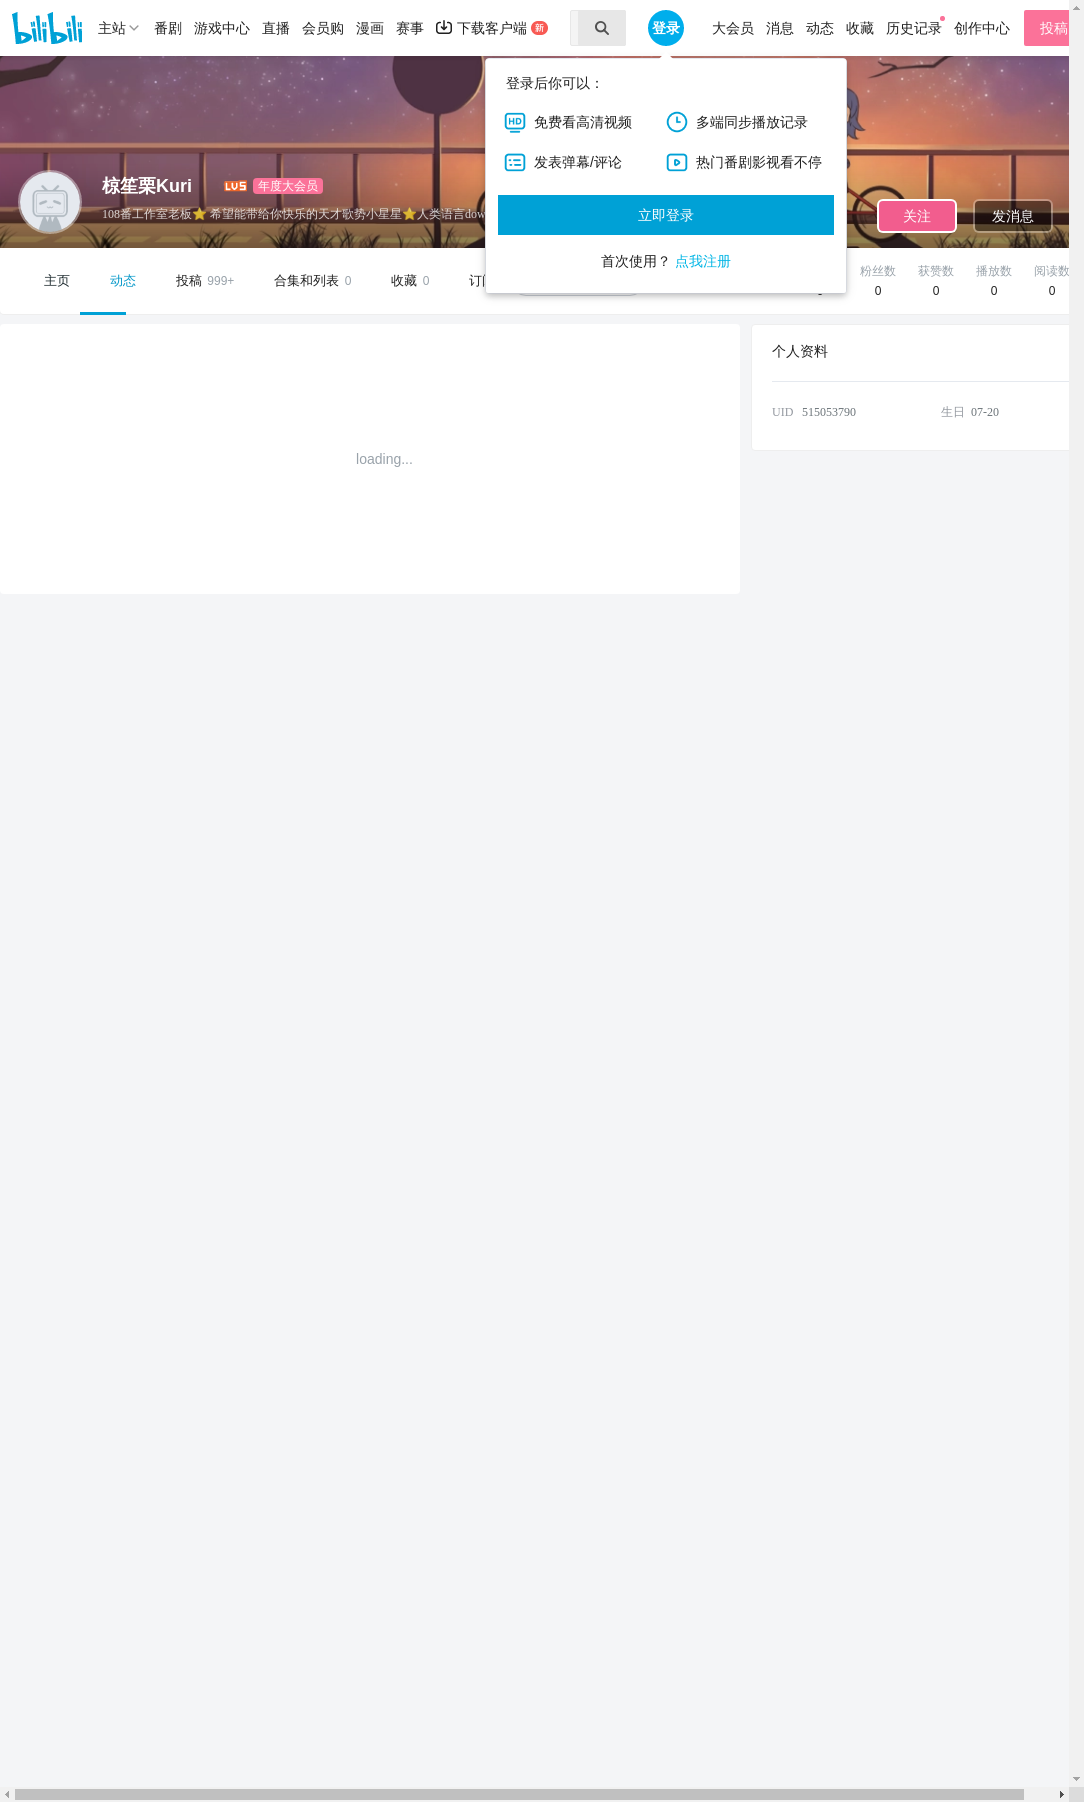 bilibili 主站 番剧 游戏中心 直播 会员购 漫画 赛事 下载客户端 新 登录 大会员 消息 动态 收藏 历史记录 创作中心 投稿
登录后你可以：
HD 免费看高清视频 多端同步播放记录
发表弹幕/评论 热门番剧影视看不停
立即登录
首次使用？ 点我注册
椋笙栗Kuri LV5 年度大会员
108番工作室老板⭐ 希望能带给你快乐的天才歌势小星星⭐人类语言dow
关注 发消息
主页 动态 投稿 999+ 合集和列表 0 收藏 0
粉丝数 获赞数 播放数 阅读数
0 0 0 0
loading...
个人资料
UID 515053790 生日 07-20